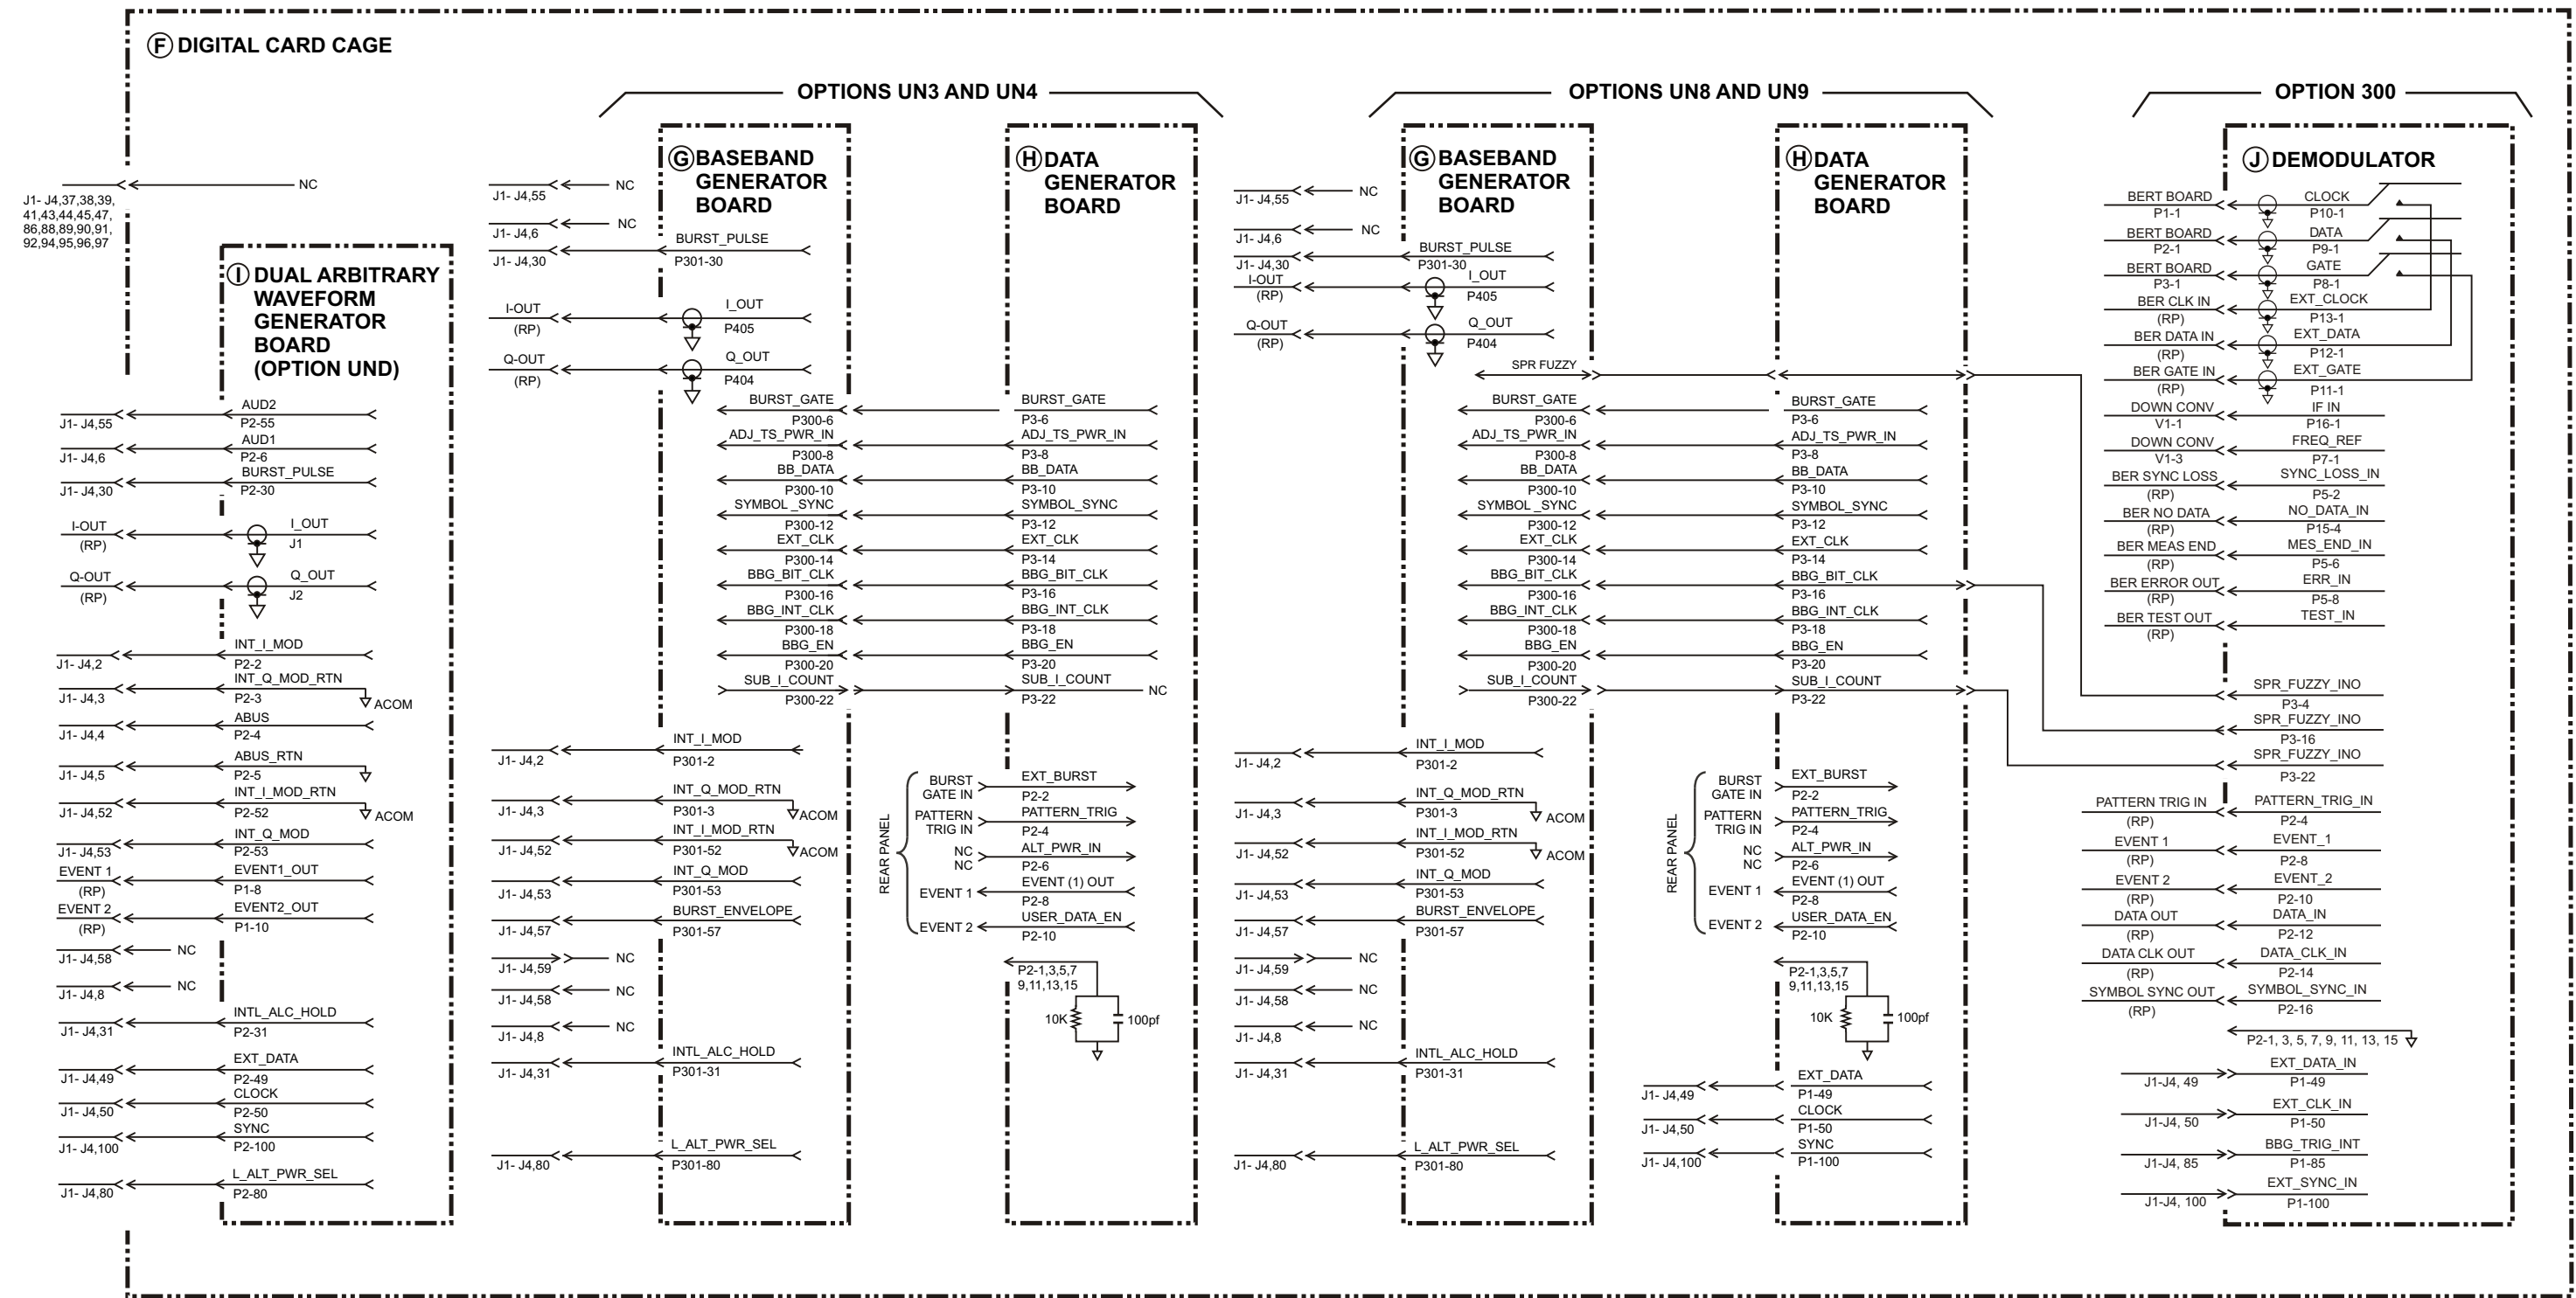 F DIGITAL CARD CAGE
OPTIONS UN3 AND UN4
OPTIONS UN8 AND UN9
OPTION 300
NC
J1- J4,37,38,39,
41,43,44,45,47,
86,88,89,90,91,
92,94,95,96,97
I DUAL ARBITRARY
WAVEFORM
GENERATOR
BOARD
(OPTION UND)
AUD2
J1- J4,55
P2-55
AUD1
J1- J4,6
P2-6
BURST_PULSE
J1- J4,30
P2-30
I-OUT
(RP)
I_OUT
J1
Q-OUT
(RP)
Q_OUT
J2
INT_I_MOD
J1- J4,2
P2-2
INT_Q_MOD_RTN
J1- J4,3
P2-3
ACOM
ABUS
J1- J4,4
P2-4
ABUS_RTN
J1- J4,5
P2-5
INT_I_MOD_RTN
J1- J4,52
P2-52
ACOM
INT_Q_MOD
J1- J4,53
P2-53
EVENT 1
(RP)
EVENT1_OUT
P1-8
EVENT 2
(RP)
EVENT2_OUT
P1-10
J1- J4,58
NC
J1- J4,8
NC
INTL_ALC_HOLD
J1- J4,31
P2-31
EXT_DATA
J1- J4,49
P2-49
CLOCK
J1- J4,50
P2-50
SYNC
J1- J4,100
P2-100
L_ALT_PWR_SEL
J1- J4,80
P2-80
G BASEBAND
GENERATOR
BOARD
J1- J4,55
NC
J1- J4,6
NC
BURST_PULSE
J1- J4,30
P301-30
I-OUT
(RP)
I_OUT
P405
Q-OUT
(RP)
Q_OUT
P404
BURST_GATE
P300-6
ADJ_TS_PWR_IN
P300-8
BB_DATA
P300-10
SYMBOL_SYNC
P300-12
EXT_CLK
P300-14
BBG_BIT_CLK
P300-16
BBG_INT_CLK
P300-18
BBG_EN
P300-20
SUB_I_COUNT
P300-22
INT_I_MOD
J1- J4,2
P301-2
INT_Q_MOD_RTN
J1- J4,3
P301-3
ACOM
INT_I_MOD_RTN
J1- J4,52
P301-52
ACOM
INT_Q_MOD
J1- J4,53
P301-53
BURST_ENVELOPE
J1- J4,57
P301-57
J1- J4,59
NC
J1- J4,58
NC
J1- J4,8
NC
INTL_ALC_HOLD
J1- J4,31
P301-31
L_ALT_PWR_SEL
J1- J4,80
P301-80
H DATA
GENERATOR
BOARD
BURST_GATE
P3-6
ADJ_TS_PWR_IN
P3-8
BB_DATA
P3-10
SYMBOL_SYNC
P3-12
EXT_CLK
P3-14
BBG_BIT_CLK
P3-16
BBG_INT_CLK
P3-18
BBG_EN
P3-20
SUB_I_COUNT
NC
P3-22
REAR PANEL
BURST
GATE IN
EXT_BURST
P2-2
PATTERN
TRIG IN
PATTERN_TRIG
P2-4
NC
NC
ALT_PWR_IN
P2-6
EVENT 1
EVENT (1) OUT
P2-8
EVENT 2
USER_DATA_EN
P2-10
P2-1,3,5,7
9,11,13,15
10K
100pf
G BASEBAND
GENERATOR
BOARD
J1- J4,55
NC
J1- J4,6
NC
BURST_PULSE
J1- J4,30
P301-30
I-OUT
(RP)
I_OUT
P405
Q-OUT
(RP)
Q_OUT
P404
SPR FUZZY
BURST_GATE
P300-6
ADJ_TS_PWR_IN
P300-8
BB_DATA
P300-10
SYMBOL_SYNC
P300-12
EXT_CLK
P300-14
BBG_BIT_CLK
P300-16
BBG_INT_CLK
P300-18
BBG_EN
P300-20
SUB_I_COUNT
P300-22
INT_I_MOD
J1- J4,2
P301-2
INT_Q_MOD_RTN
J1- J4,3
P301-3
ACOM
INT_I_MOD_RTN
J1- J4,52
P301-52
ACOM
INT_Q_MOD
J1- J4,53
P301-53
BURST_ENVELOPE
J1- J4,57
P301-57
J1- J4,59
NC
J1- J4,58
NC
J1- J4,8
NC
INTL_ALC_HOLD
J1- J4,31
P301-31
L_ALT_PWR_SEL
J1- J4,80
P301-80
H DATA
GENERATOR
BOARD
BURST_GATE
P3-6
ADJ_TS_PWR_IN
P3-8
BB_DATA
P3-10
SYMBOL_SYNC
P3-12
EXT_CLK
P3-14
BBG_BIT_CLK
P3-16
BBG_INT_CLK
P3-18
BBG_EN
P3-20
SUB_I_COUNT
P3-22
REAR PANEL
BURST
GATE IN
EXT_BURST
P2-2
PATTERN
TRIG IN
PATTERN_TRIG
P2-4
NC
NC
ALT_PWR_IN
P2-6
EVENT 1
EVENT (1) OUT
P2-8
EVENT 2
USER_DATA_EN
P2-10
P2-1,3,5,7
9,11,13,15
10K
100pf
EXT_DATA
J1- J4,49
P1-49
CLOCK
J1- J4,50
P1-50
SYNC
J1- J4,100
P1-100
J DEMODULATOR
BERT BOARD
P1-1
CLOCK
P10-1
BERT BOARD
P2-1
DATA
P9-1
BERT BOARD
P3-1
GATE
P8-1
BER CLK IN
(RP)
EXT_CLOCK
P13-1
BER DATA IN
(RP)
EXT_DATA
P12-1
BER GATE IN
(RP)
EXT_GATE
P11-1
DOWN CONV
V1-1
IF IN
P16-1
DOWN CONV
V1-3
FREQ_REF
P7-1
BER SYNC LOSS
(RP)
SYNC_LOSS_IN
P5-2
BER NO DATA
(RP)
NO_DATA_IN
P15-4
BER MEAS END
(RP)
MES_END_IN
P5-6
BER ERROR OUT
(RP)
ERR_IN
P5-8
BER TEST OUT
(RP)
TEST_IN
SPR_FUZZY_INO
P3-4
SPR_FUZZY_INO
P3-16
SPR_FUZZY_INO
P3-22
PATTERN TRIG IN
(RP)
PATTERN_TRIG_IN
P2-4
EVENT 1
(RP)
EVENT_1
P2-8
EVENT 2
(RP)
EVENT_2
P2-10
DATA OUT
(RP)
DATA_IN
P2-12
DATA CLK OUT
(RP)
DATA_CLK_IN
P2-14
SYMBOL SYNC OUT
(RP)
SYMBOL_SYNC_IN
P2-16
P2-1, 3, 5, 7, 9, 11, 13, 15
EXT_DATA_IN
J1-J4, 49
P1-49
EXT_CLK_IN
J1-J4, 50
P1-50
BBG_TRIG_INT
J1-J4, 85
P1-85
EXT_SYNC_IN
J1-J4, 100
P1-100